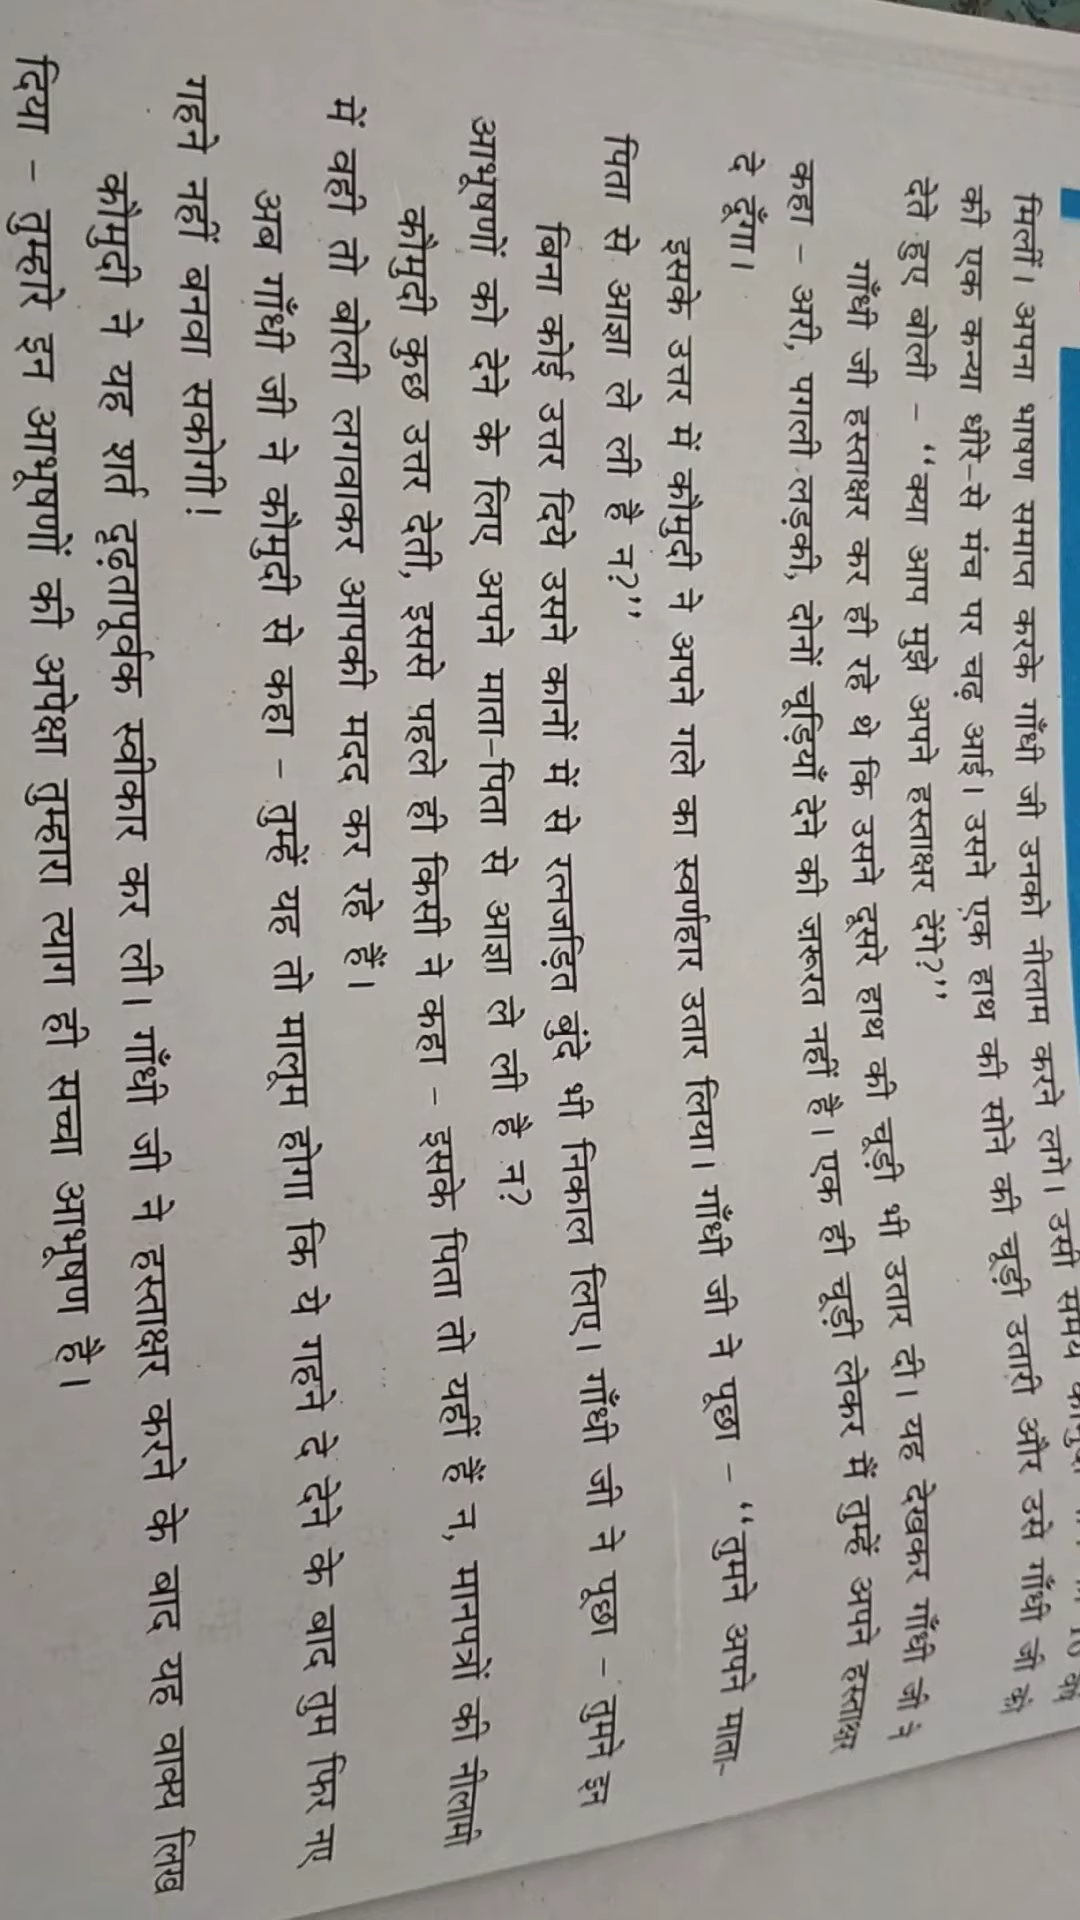 मिलीं। अपना भाषण समाप्त करके गाँधी जी उनको नीलाम करने लगे। उसी समय
की एक कन्या धीरे-से मंच पर चढ़ आई। उसने एक हाथ की सोने की चूड़ी उतारी और उसे गाँधी जी को
देते हुए बोली - “क्या आप मुझे अपने हस्ताक्षर देंगे?”
गाँधी जी हस्ताक्षर कर ही रहे थे कि उसने दूसरे हाथ की चूड़ी भी उतार दी। यह देखकर गाँधी जी ने
कहा - अरी, पगली लड़की, दोनों चूड़ियाँ देने की ज़रूरत नहीं है। एक ही चूड़ी लेकर मैं तुम्हें अपने हस्ताक्षर
दे दूँगा।
इसके उत्तर में कौमुदी ने अपने गले का स्वर्णहार उतार लिया। गाँधी जी ने पूछा - “तुमने अपने माता-
पिता से आज्ञा ले ली है न?”
बिना कोई उत्तर दिये उसने कानों में से रत्नजड़ित बुंदे भी निकाल लिए। गाँधी जी ने पूछा - तुमने इन
आभूषणों को देने के लिए अपने माता-पिता से आज्ञा ले ली है न?
कौमुदी कुछ उत्तर देती, इससे पहले ही किसी ने कहा - इसके पिता तो यहीं हैं न, मानपत्रों की नीलामी
में वही तो बोली लगवाकर आपकी मदद कर रहे हैं।
अब गाँधी जी ने कौमुदी से कहा - तुम्हें यह तो मालूम होगा कि ये गहने दे देने के बाद तुम फिर नए
गहने नहीं बनवा सकोगी!
कौमुदी ने यह शर्त दृढ़तापूर्वक स्वीकार कर ली। गाँधी जी ने हस्ताक्षर करने के बाद यह वाक्य लिख
दिया - तुम्हारे इन आभूषणों की अपेक्षा तुम्हारा त्याग ही सच्चा आभूषण है।